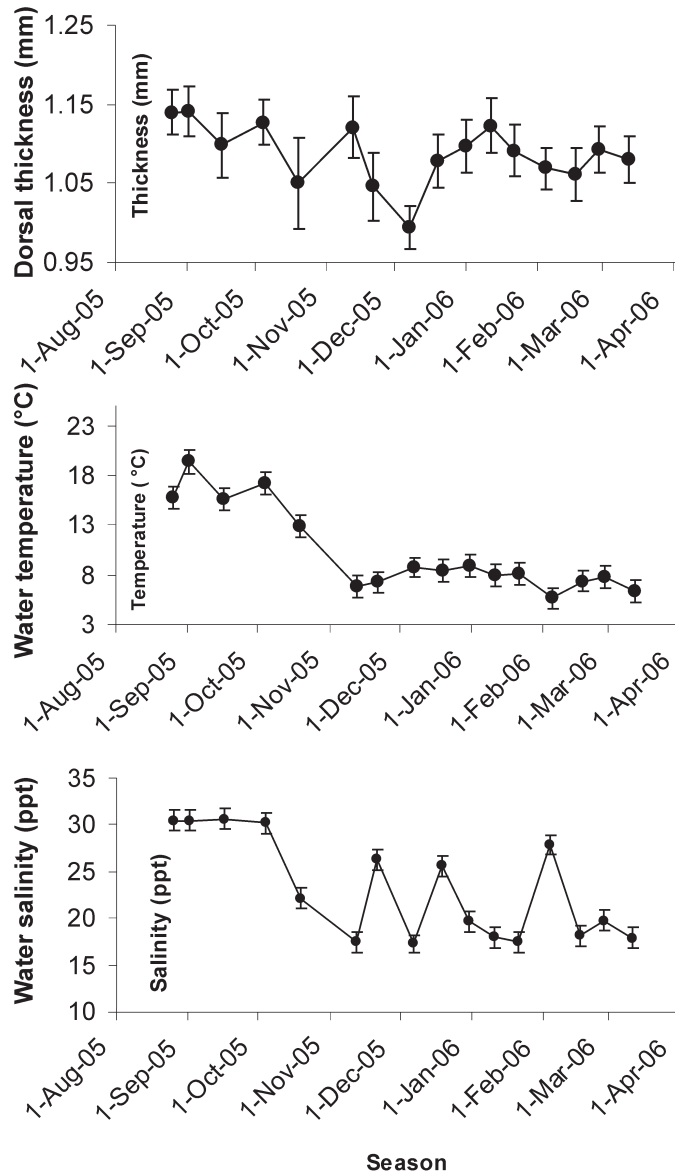 Dorsal thickness (mm)
Thickness (mm)
1.25
1.15
1.05
0.95
1-Aug-05
1-Sep-05
1-Oct-05
1-Nov-05
1-Dec-05
1-Jan-06
1-Feb-06
1-Mar-06
1-Apr-06
Water temperature (°C)
Temperature ( °C)
23
18
13
8
3
1-Aug-05
1-Sep-05
1-Oct-05
1-Nov-05
1-Dec-05
1-Jan-06
1-Feb-06
1-Mar-06
1-Apr-06
Water salinity (ppt)
Salinity (ppt)
35
30
25
20
15
10
1-Aug-05
1-Sep-05
1-Oct-05
1-Nov-05
1-Dec-05
1-Jan-06
1-Feb-06
1-Mar-06
1-Apr-06
Season